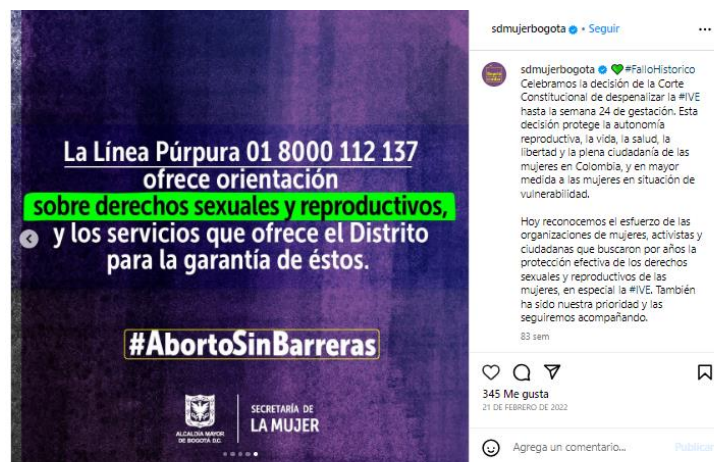 La Línea Púrpura 01 8000 112 137
ofrece orientación
sobre derechos sexuales y reproductivos,
y los servicios que ofrece el Distrito
para la garantía de éstos.
#AbortoSinBarreras
ALCALDÍA MAYOR
DE BOGOTÁ D.C.
SECRETARÍA DE
LA MUJER
sdmujerbogota • Seguir
sdmujerbogota #FalloHistorico
Celebramos la decisión de la Corte
Constitucional de despenalizar la #IVE
hasta la semana 24 de gestación. Esta
decisión protege la autonomía
reproductiva, la vida, la salud, la
libertad y la plena ciudadanía de las
mujeres en Colombia, y en mayor
medida a las mujeres en situación de
vulnerabilidad.
Hoy reconocemos el esfuerzo de las
organizaciones de mujeres, activistas y
ciudadanas que buscaron por años la
protección efectiva de los derechos
sexuales y reproductivos de las
mujeres, en especial la #IVE. También
ha sido nuestra prioridad y las
seguiremos acompañando.
83 sem
345 Me gusta
21 DE FEBRERO DE 2022
Agrega un comentario...
Publicar